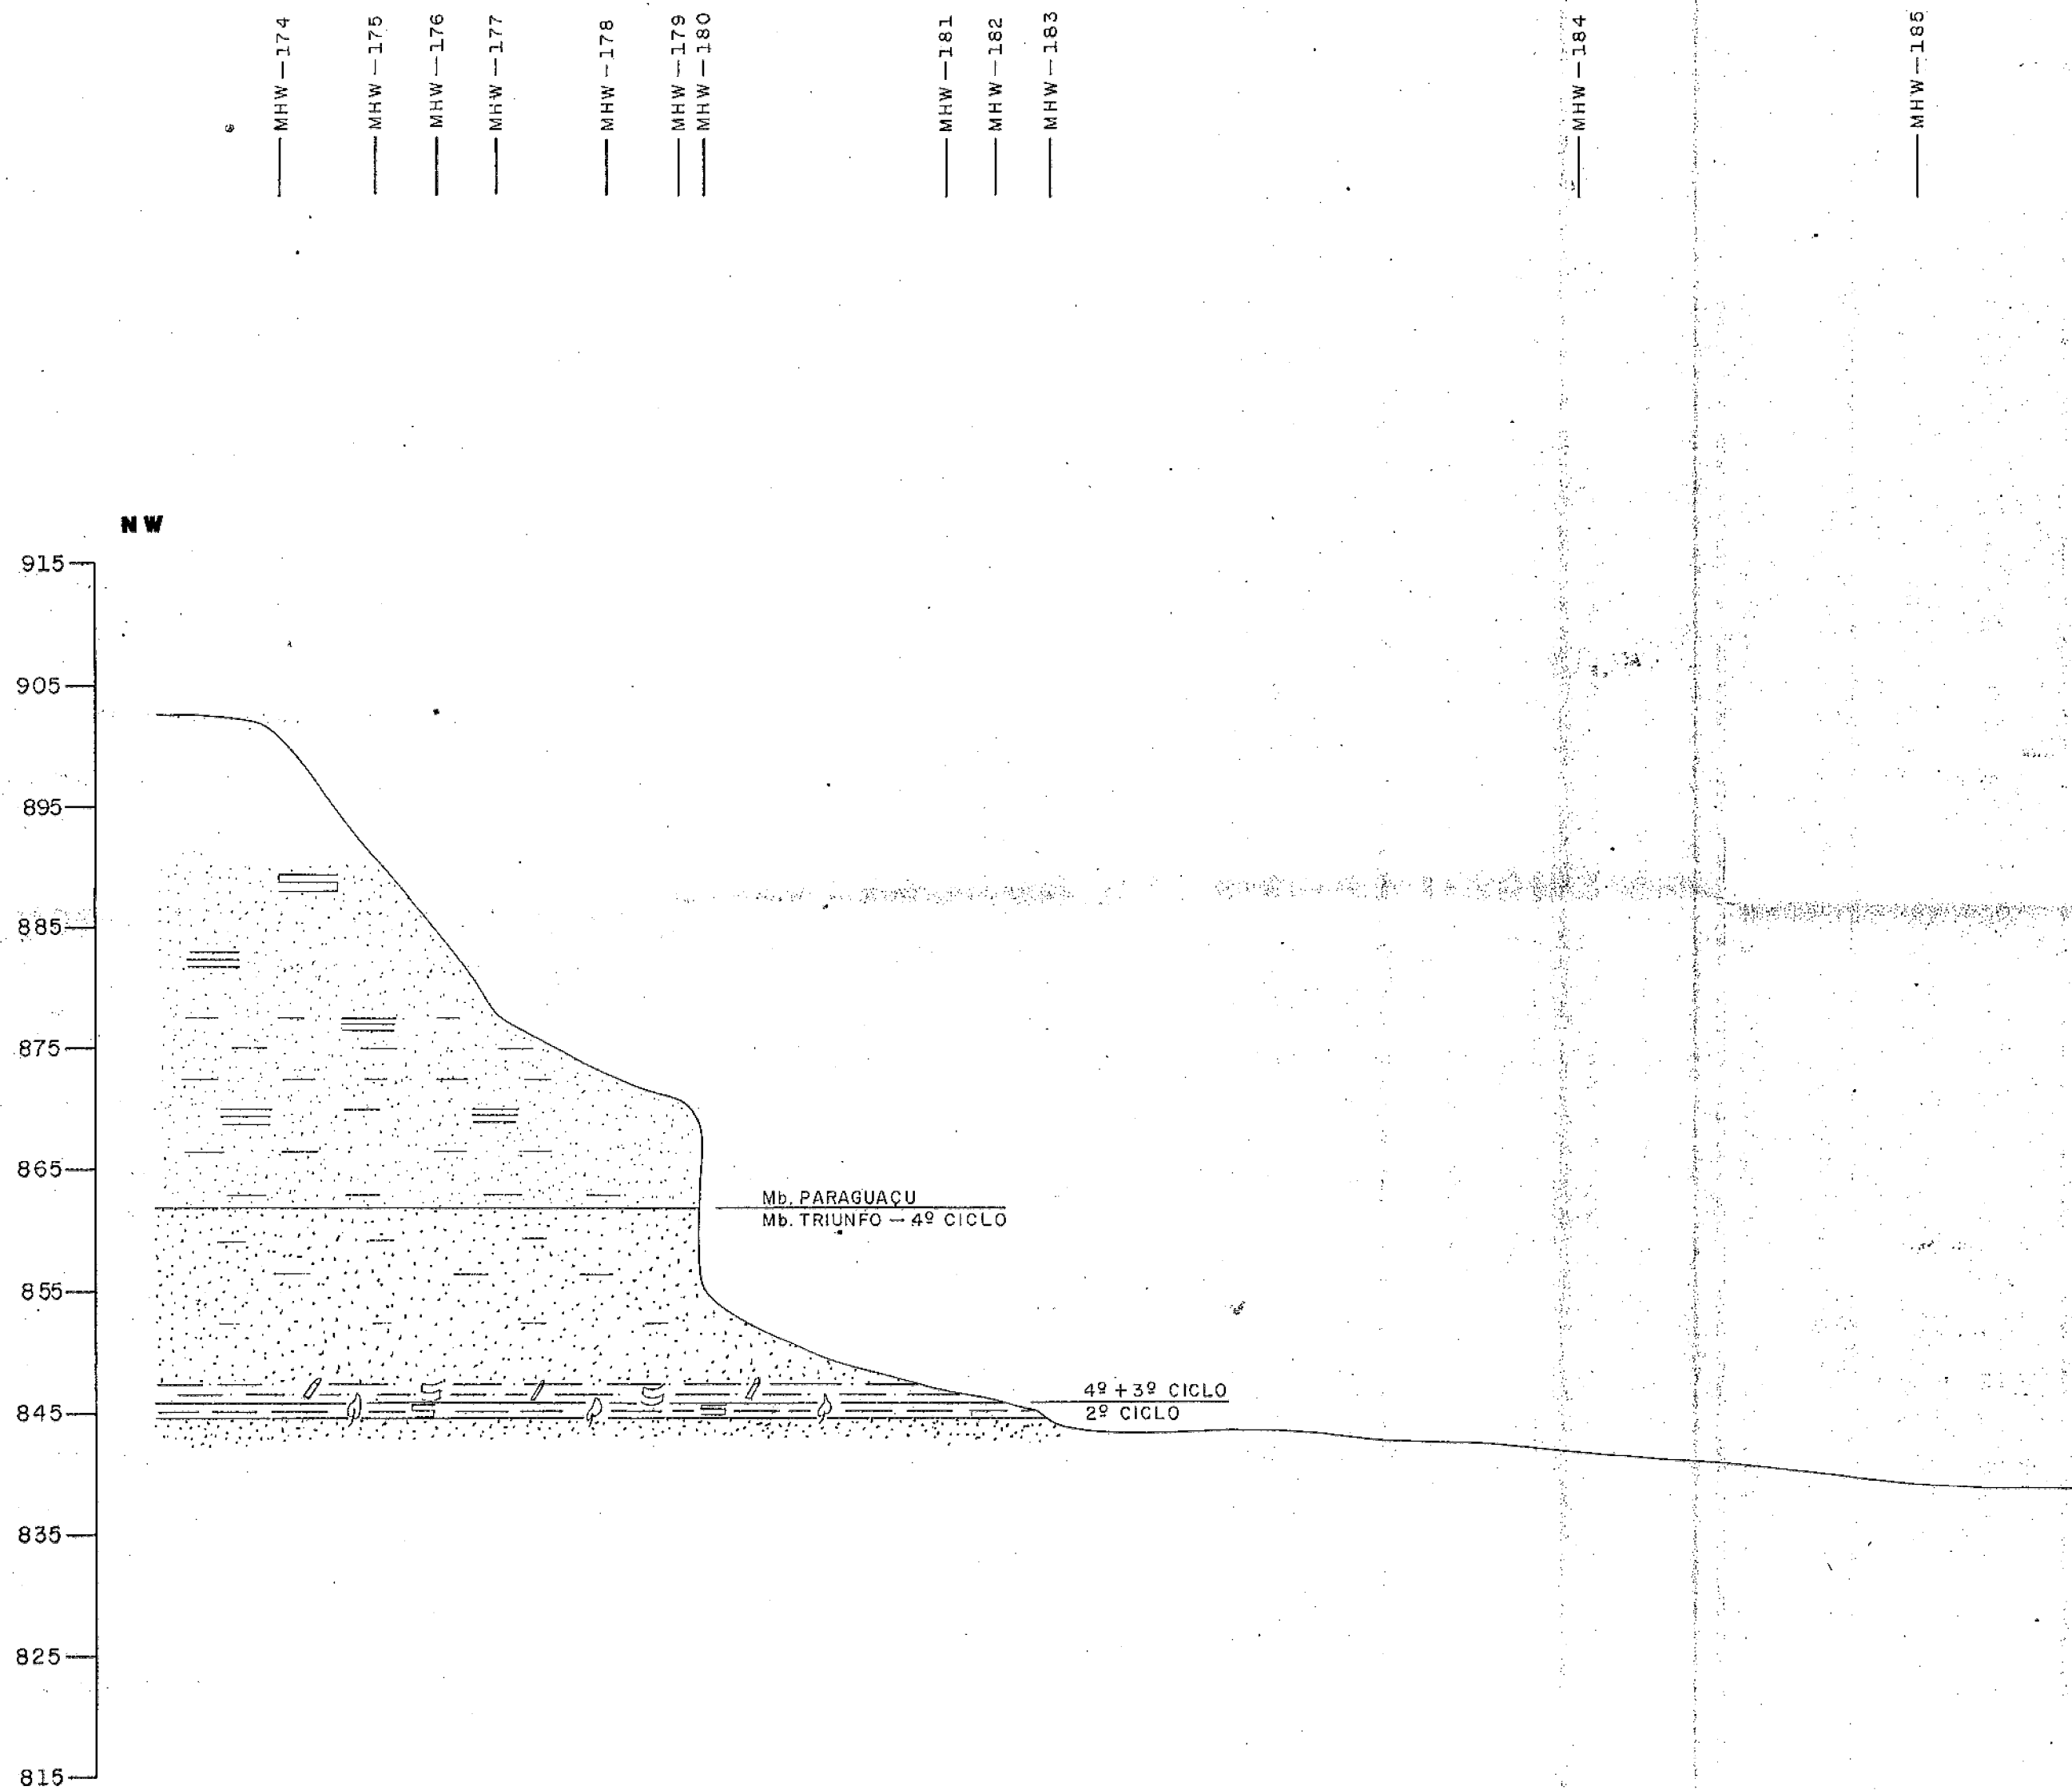 MHW-174
MHW-175
MHW-176
MHW-177
MHW-178
MHW-179
MHW-180
MHW-181
MHW-182
MHW-183
MHW-184
MHW-185
NW
915
905
895
885
875
865
Mb. PARAGUAÇU
Mb. TRIUNFO - 4º CICLO
855
4º + 3º CICLO
845
2º CICLO
835
825
815